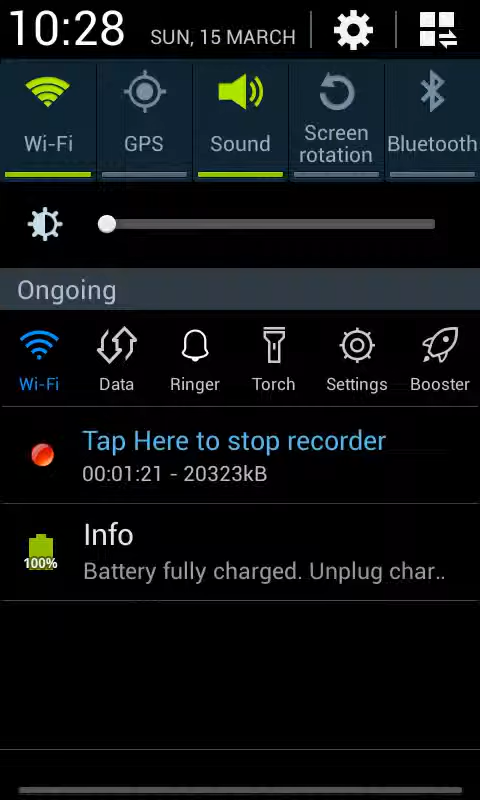 10:28 SUN, 15 MARCH
Wi-Fi GPS Sound Screen rotation Bluetooth
Ongoing
Wi-Fi Data Ringer Torch Settings Booster
Tap Here to stop recorder
00:01:21 - 20323kB
Info
100%
Battery fully charged. Unplug char..